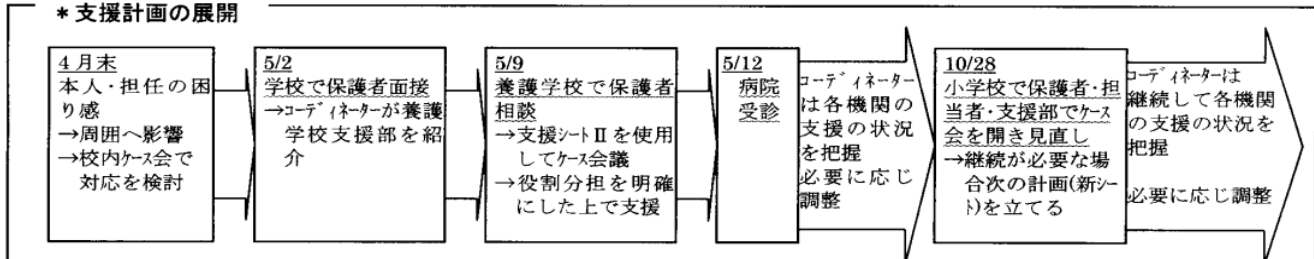 ＊支援計画の展開
4月末
本人・担任の困
り感
→周囲へ影響
→校内ｹｰｽ会で
対応を検討
5/2
学校で保護者面接
→ｺｰﾃﾞｨﾈｰﾀｰが養護
学校支援部を紹
介
5/9
養護学校で保護者
相談
→支援ｼｰﾄⅡを使用
してｹｰｽ会議
→役割分担を明確
にした上で支援
5/12
病院
受診
ｺｰﾃﾞｨﾈｰﾀｰ
は各機関の
支援の状況
を把握
必要に応じ
調整
10/28
小学校で保護者・担
当者・支援部でｹｰｽ
会を開き見直し
→継続が必要な場
合次の計画(新ｼｰ
ﾄ)を立てる
ｺｰﾃﾞｨﾈｰﾀｰは
継続して各機関
の支援の状況を
把握
必要に応じ調整